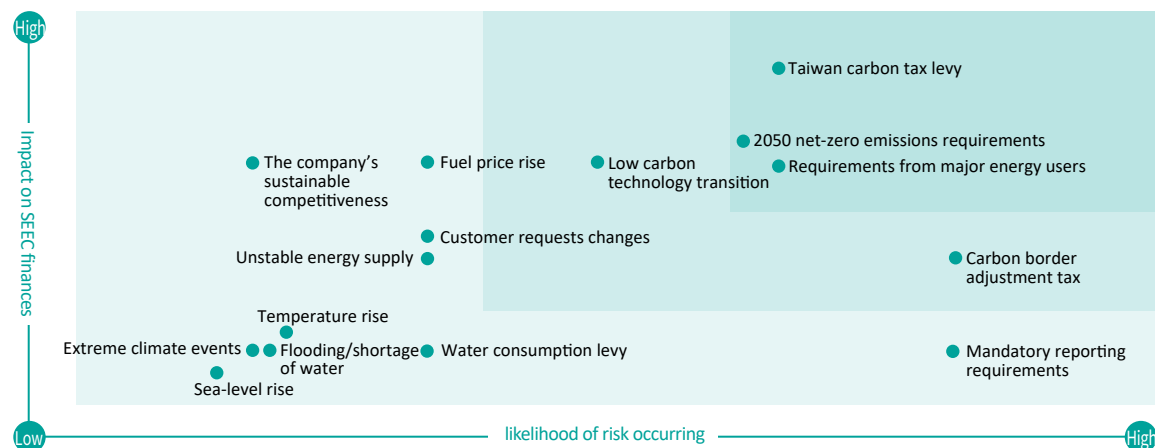 High
Impact on SEEC finances
Low
Taiwan carbon tax levy
2050 net-zero emissions requirements
The company's
sustainable
competitiveness
Fuel price rise
Low carbon
technology transition
Requirements from major energy users
Customer requests changes
Unstable energy supply
Carbon border
adjustment tax
Temperature rise
Extreme climate events
Flooding/shortage
of water
Water consumption levy
Mandatory reporting
requirements
Sea-level rise
likelihood of risk occurring
High